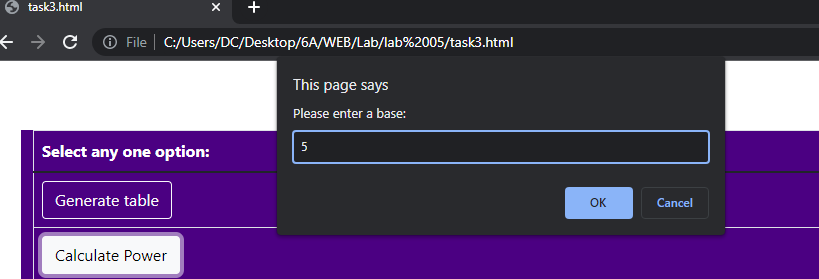 task3.html
File C:/Users/DC/Desktop/6A/WEB/Lab/lab%2005/task3.html
This page says
Please enter a base:
5
OK Cancel
Select any one option:
Generate table
Calculate Power